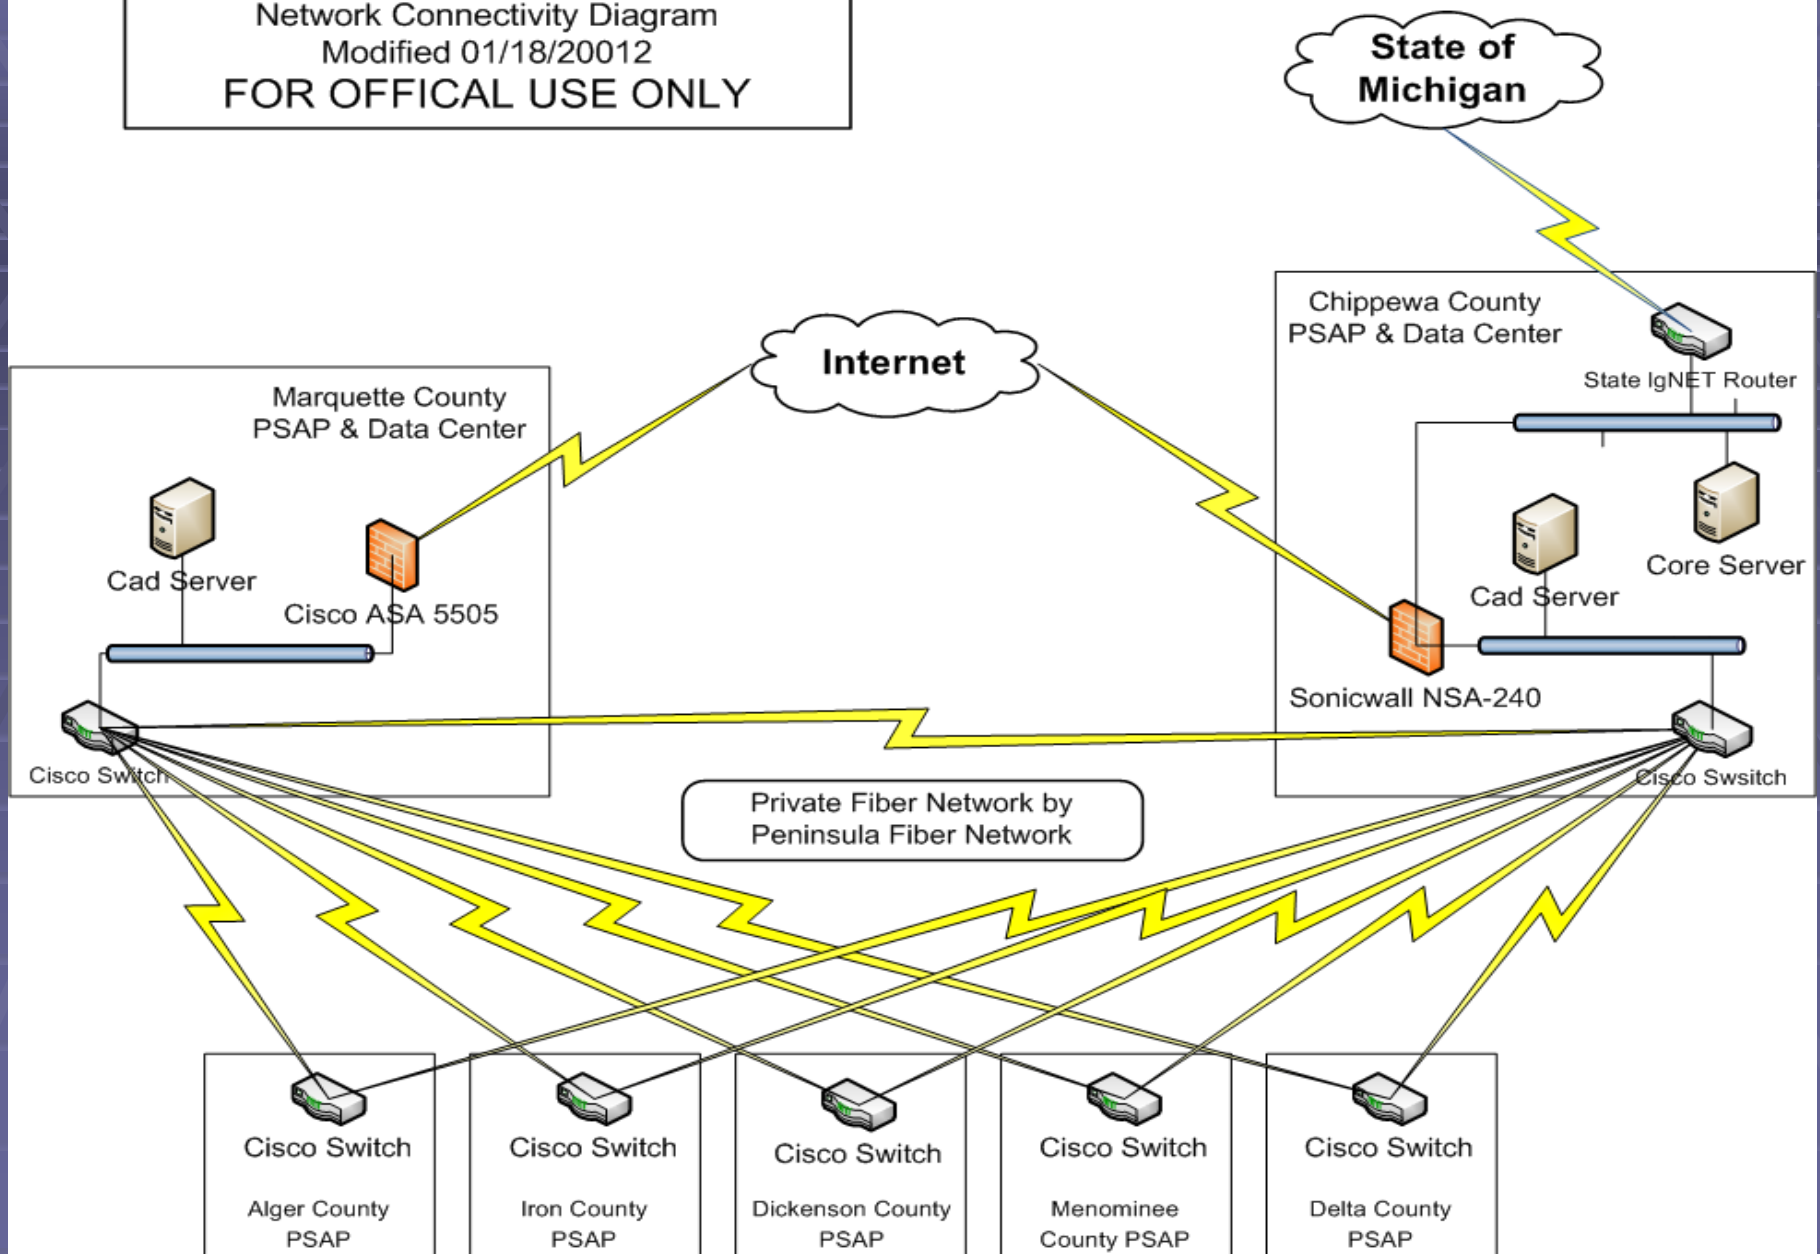 Network Connectivity Diagram
Modified 01/18/20012
FOR OFFICAL USE ONLY
State of
Michigan
Internet
Chippewa County
PSAP & Data Center
State IgNET Router
Marquette County
PSAP & Data Center
Cad Server
Cisco ASA 5505
Core Server
Cad Server
Sonicwall NSA-240
Cisco Switch
Cisco Swsitch
Private Fiber Network by
Peninsula Fiber Network
Cisco Switch
Cisco Switch
Cisco Switch
Cisco Switch
Cisco Switch
Alger County
PSAP
Iron County
PSAP
Dickenson County
PSAP
Menominee
County PSAP
Delta County
PSAP